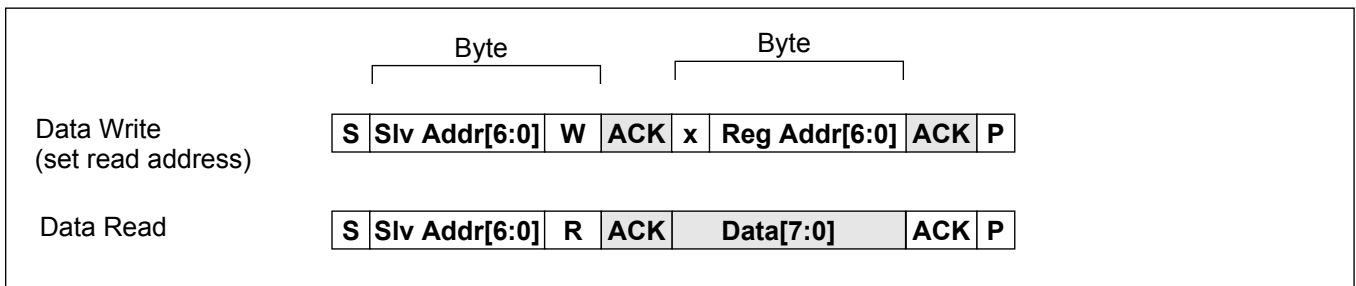 Byte Byte
Data Write
(set read address)
S Slv Addr[6:0] W ACK x Reg Addr[6:0] ACK P
Data Read
S Slv Addr[6:0] R ACK Data[7:0] ACK P